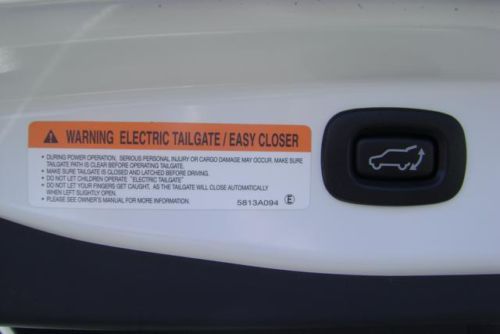 WARNING ELECTRIC TAILGATE / EASY CLOSER
• DURING POWER OPERATION, SERIOUS PERSONAL INJURY OR CARGO DAMAGE MAY OCCUR. MAKE SURE
TAILGATE PATH IS CLEAR BEFORE OPERATING TAILGATE.
• MAKE SURE TAILGATE IS CLOSED AND LATCHED BEFORE DRIVING.
• DO NOT LET CHILDREN OPERATE "ELECTRIC TAILGATE"
• DO NOT LET YOUR FINGERS GET CAUGHT. AS THE TAILGATE WILL CLOSE AUTOMATICALLY
WHEN LEFT SLIGHTLY OPEN.
• PLEASE SEE OWNER'S MANUAL FOR MORE INFORMATION.
5813A094 E